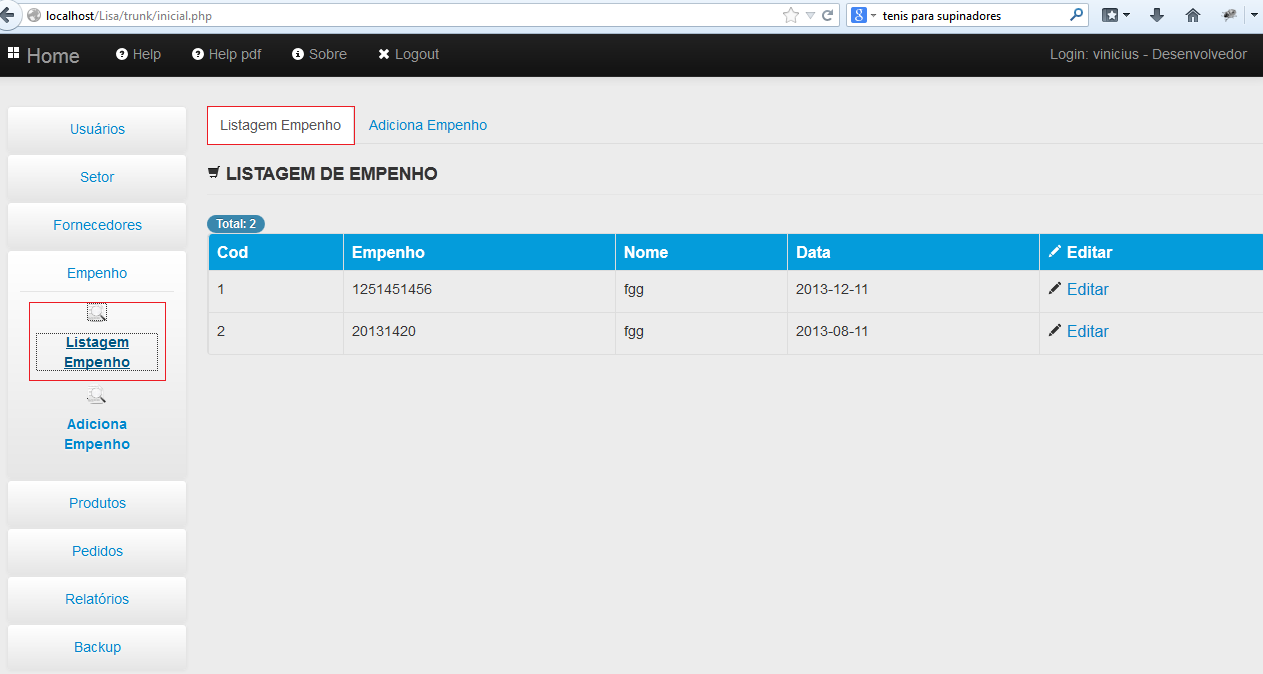 localhost/Lisa/trunk/inicial.php
tenis para supinadores
Home Help Help pdf Sobre Logout Login: vinicius - Desenvolvedor
Usuários
Setor
Fornecedores
Empenho
Listagem
Empenho
Adiciona
Empenho
Produtos
Pedidos
Relatórios
Backup
Listagem Empenho Adiciona Empenho
LISTAGEM DE EMPENHO
Total: 2
Cod Empenho Nome Data Editar
1 1251451456 fgg 2013-12-11 Editar
2 20131420 fgg 2013-08-11 Editar